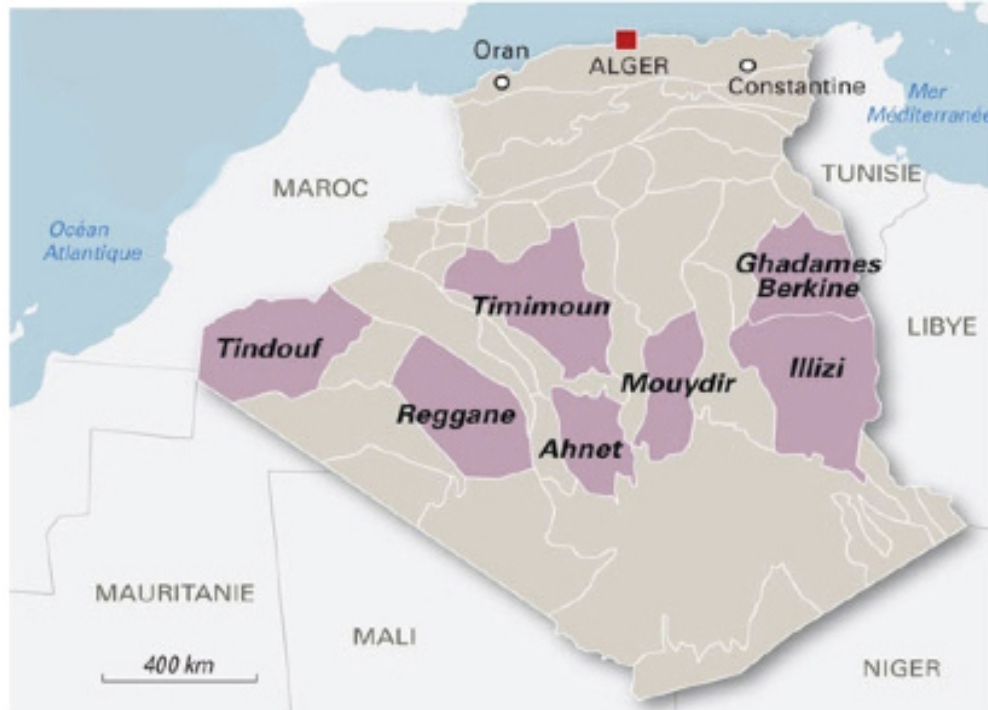 Oran
ALGER
Constantine
Mer
Méditerranée
TUNISIE
MAROC
Océan
Atlantique
Ghadames
Berkine
Timimoun
LIBYE
Tindouf
Illizi
Mouydir
Reggane
Ahnet
MAURITANIE
MALI
400 km
NIGER